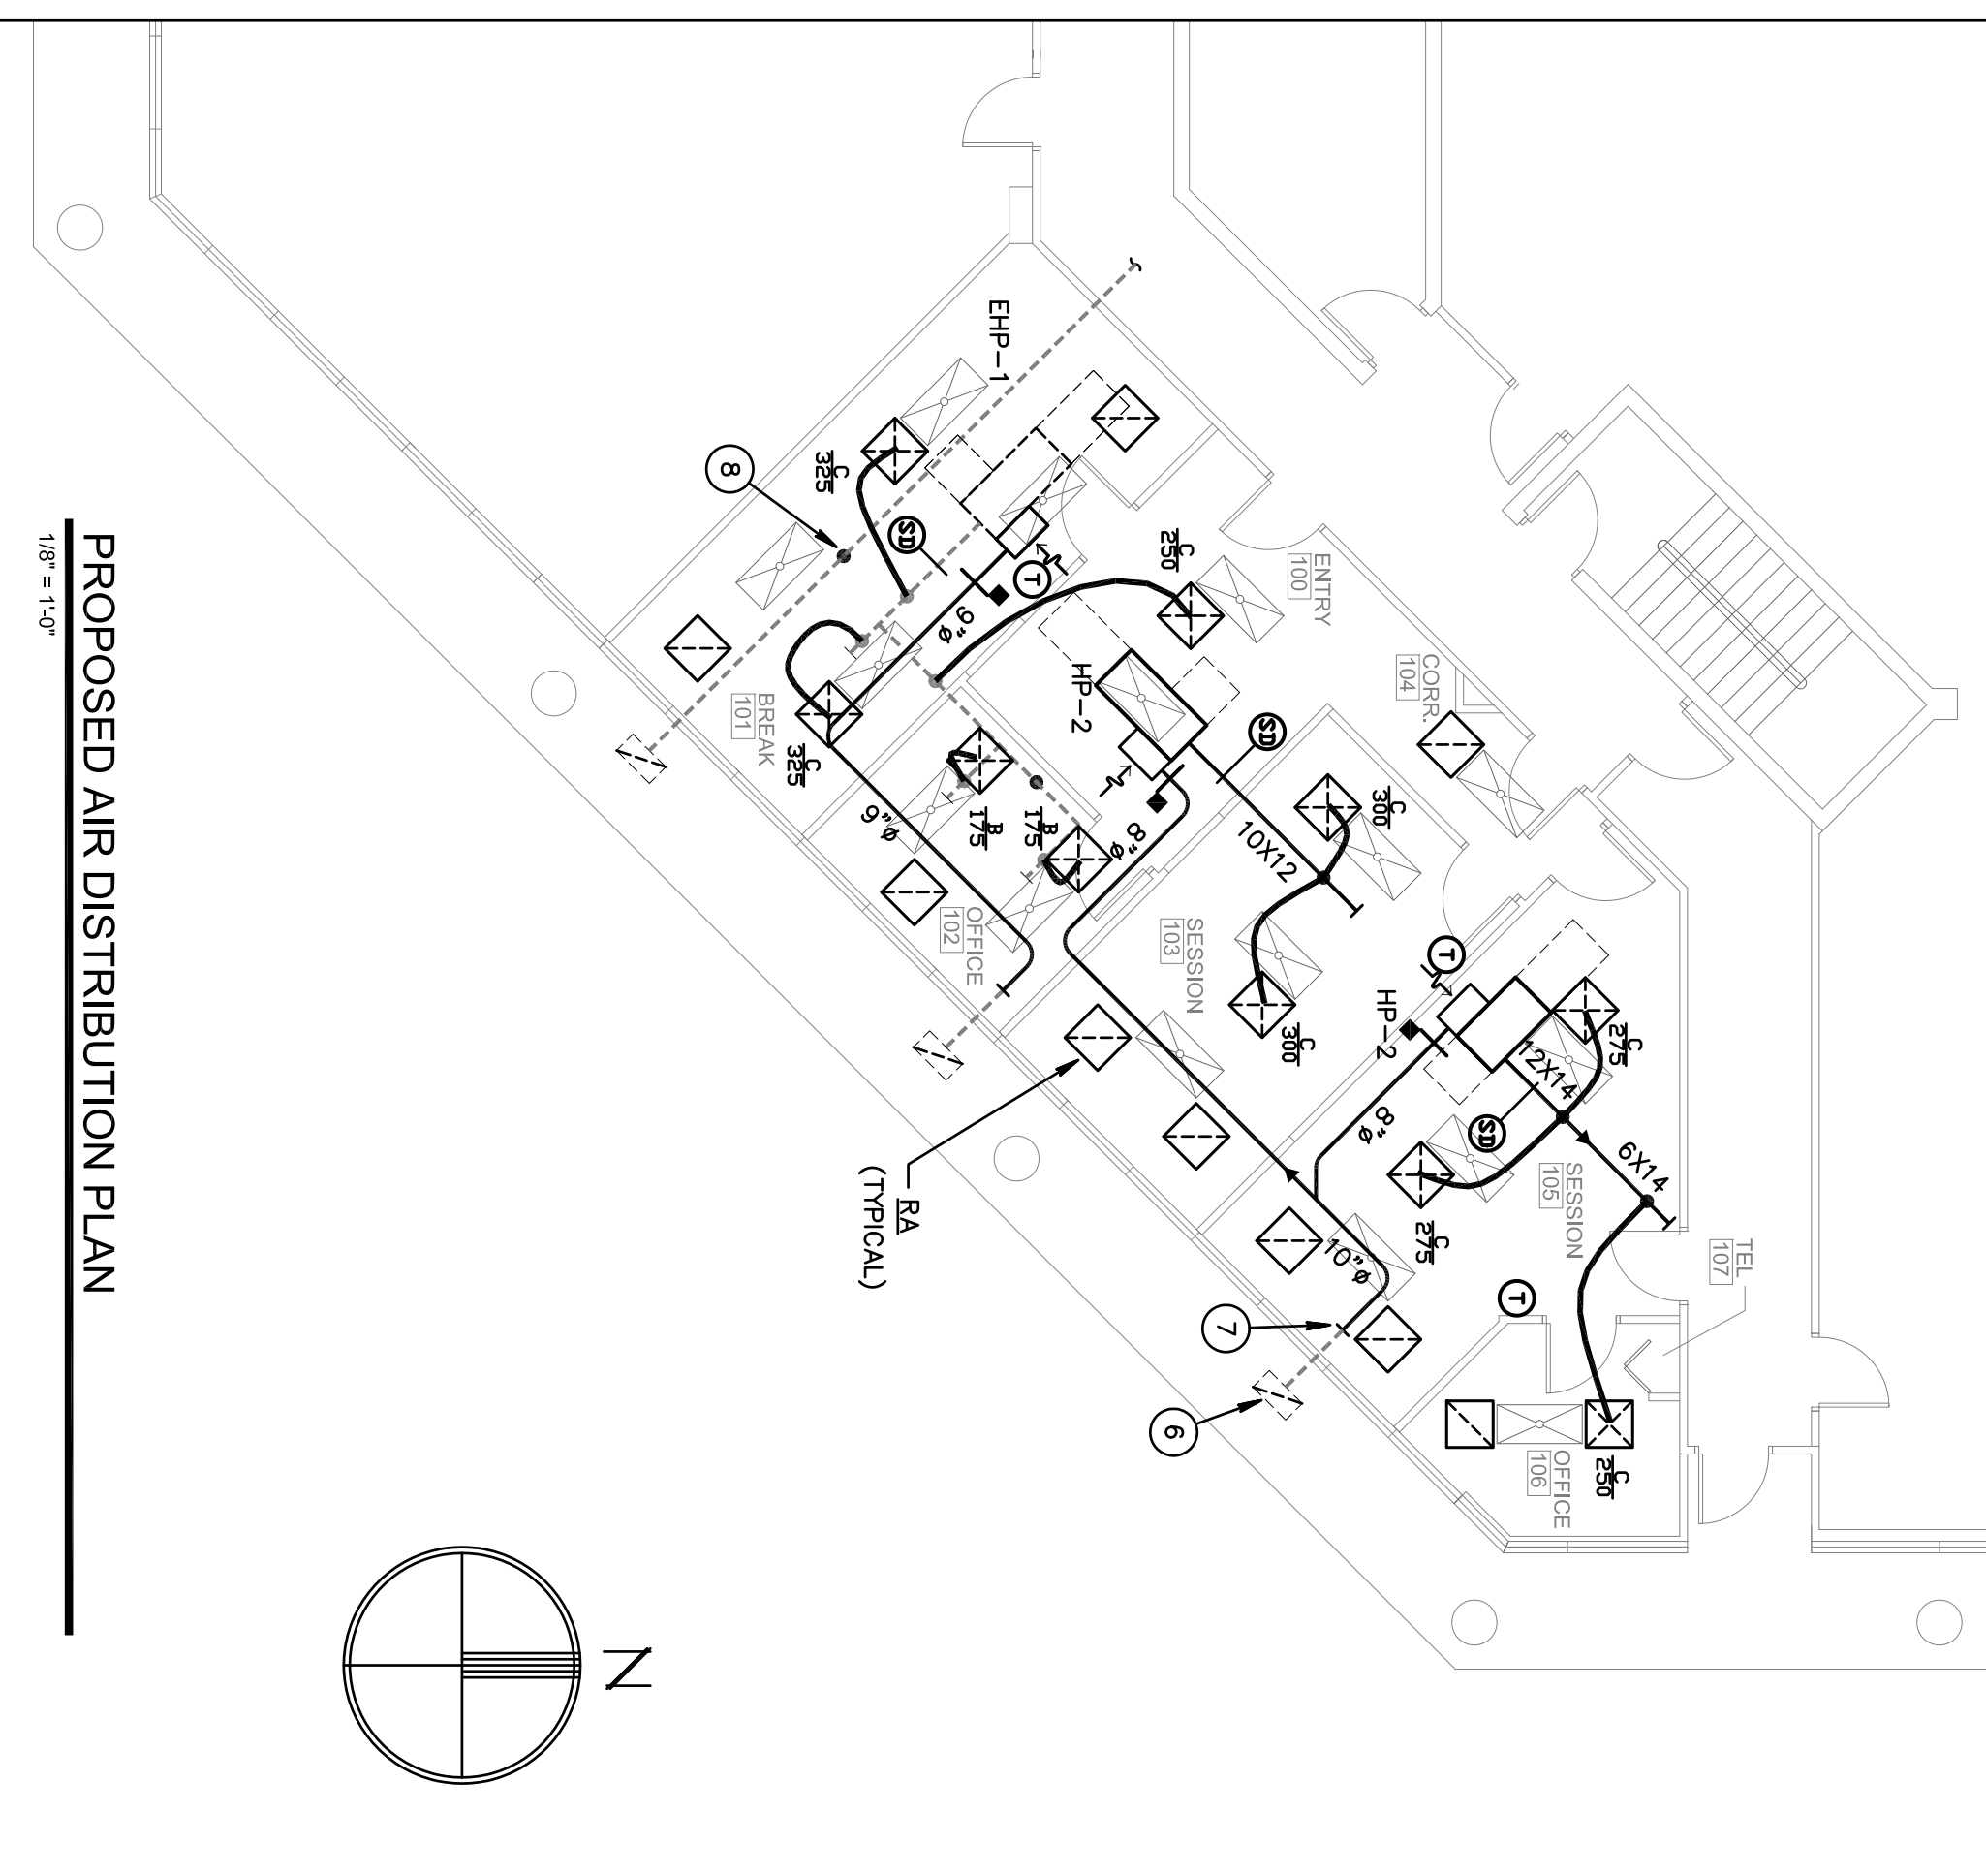 TEL
107
6X14
C
275
C
250
SESSION
105
OFFICE
106
12X14
T
SD
T
CORR.
104
C
275
C
300
HP-2
8"ø
10"ø
ENTRY
100
C
300
SD
10X12
7
SESSION
103
C
250
6
8"ø
HP-2
B
175
T
EHP-1
B
175
OFFICE
102
9"ø
SD
RA
(TYPICAL)
9"ø
C
325
C
325
BREAK
101
8
N
PROPOSED AIR DISTRIBUTION PLAN
1/8" = 1'-0"